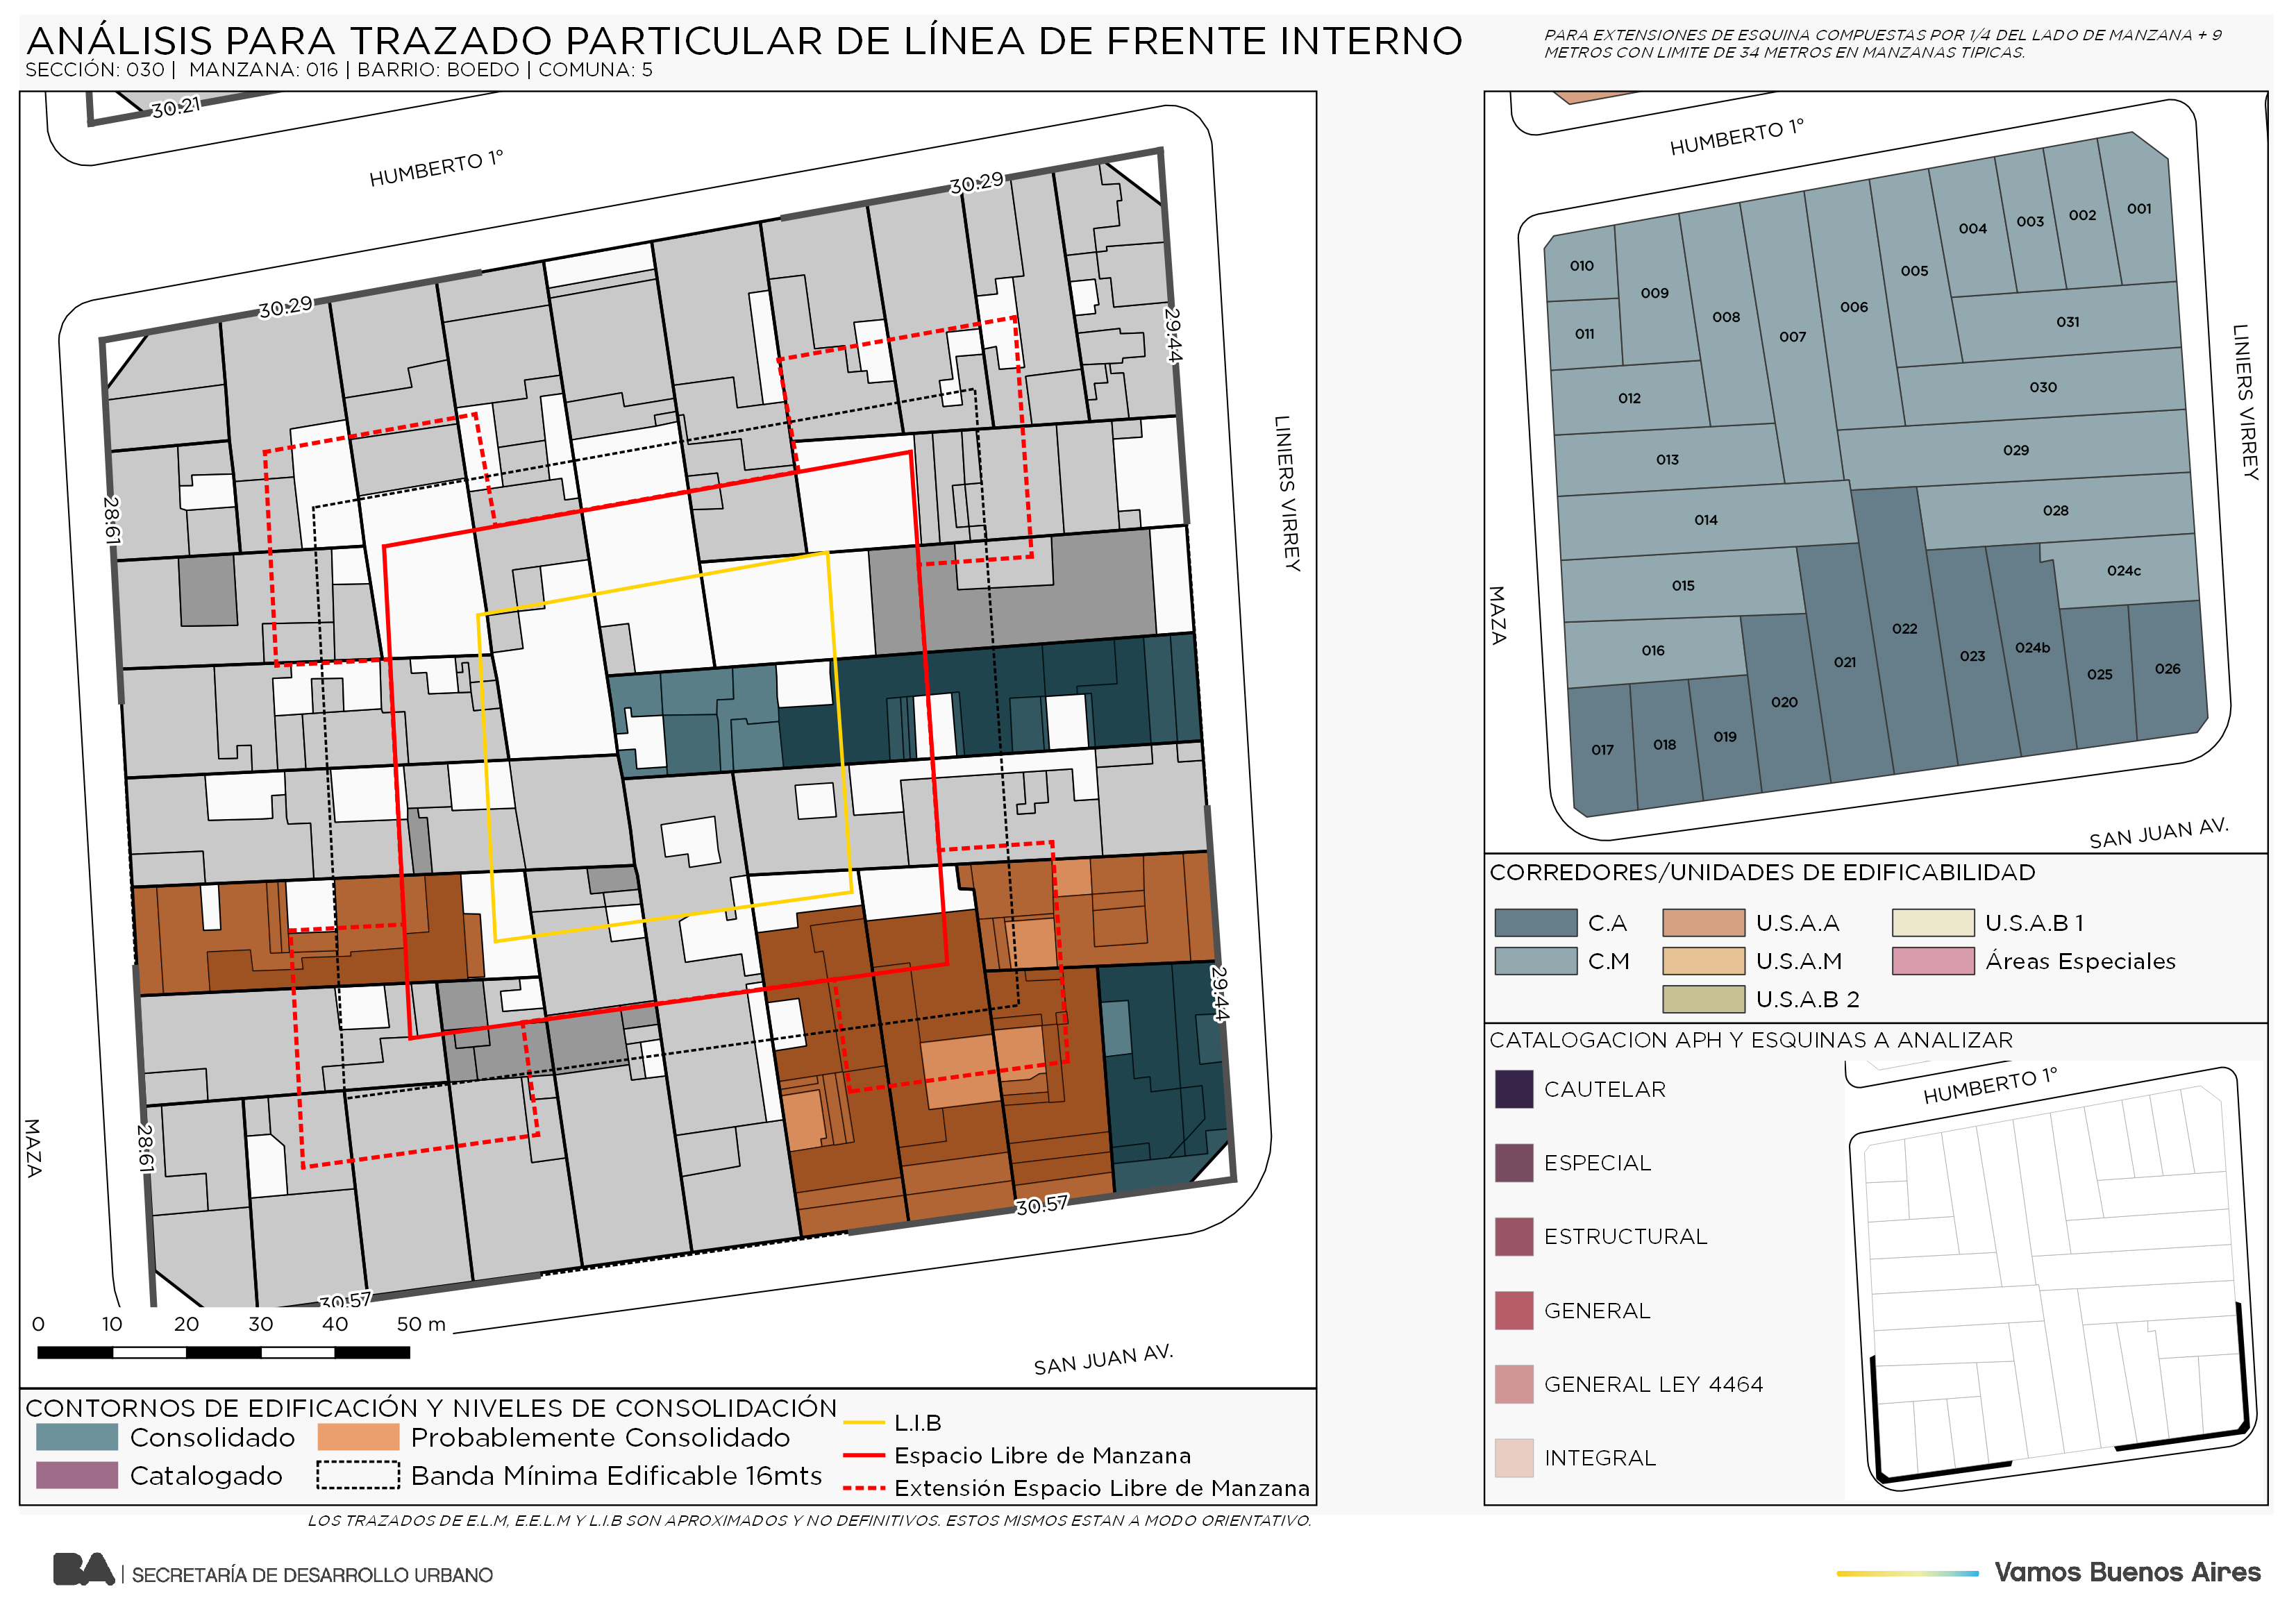 ANÁLISIS PARA TRAZADO PARTICULAR DE LÍNEA DE FRENTE INTERNO
SECCIÓN: 030 | MANZANA: 016 | BARRIO: BOEDO | COMUNA: 5
PARA EXTENSIONES DE ESQUINA COMPUESTAS POR 1/4 DEL LADO DE MANZANA + 9
METROS CON LIMITE DE 34 METROS EN MANZANAS TIPICAS.
30.21
HUMBERTO 1°
30.29
30.29
29.44
28.61
LINIERS VIRREY
29.44
MAZA
28.61
30.57
30.57
0 10 20 30 40 50 m
SAN JUAN AV.
CONTORNOS DE EDIFICACIÓN Y NIVELES DE CONSOLIDACIÓN
Consolidado
Probablemente Consolidado
Catalogado
Banda Mínima Edificable 16mts
L.I.B
Espacio Libre de Manzana
Extensión Espacio Libre de Manzana
LOS TRAZADOS DE E.L.M, E.E.L.M Y L.I.B SON APROXIMADOS Y NO DEFINITIVOS. ESTOS MISMOS ESTAN A MODO ORIENTATIVO.
HUMBERTO 1°
001
002
003
004
005
006
007
008
009
010
011
012
013
014
015
016
017
018
019
020
021
022
023
024b
024c
025
026
028
029
030
031
LINIERS VIRREY
MAZA
SAN JUAN AV.
CORREDORES/UNIDADES DE EDIFICABILIDAD
C.A
U.S.A.A
U.S.A.B 1
C.M
U.S.A.M
Áreas Especiales
U.S.A.B 2
CATALOGACION APH Y ESQUINAS A ANALIZAR
CAUTELAR
ESPECIAL
ESTRUCTURAL
GENERAL
GENERAL LEY 4464
INTEGRAL
HUMBERTO 1°
BA | SECRETARÍA DE DESARROLLO URBANO
Vamos Buenos Aires